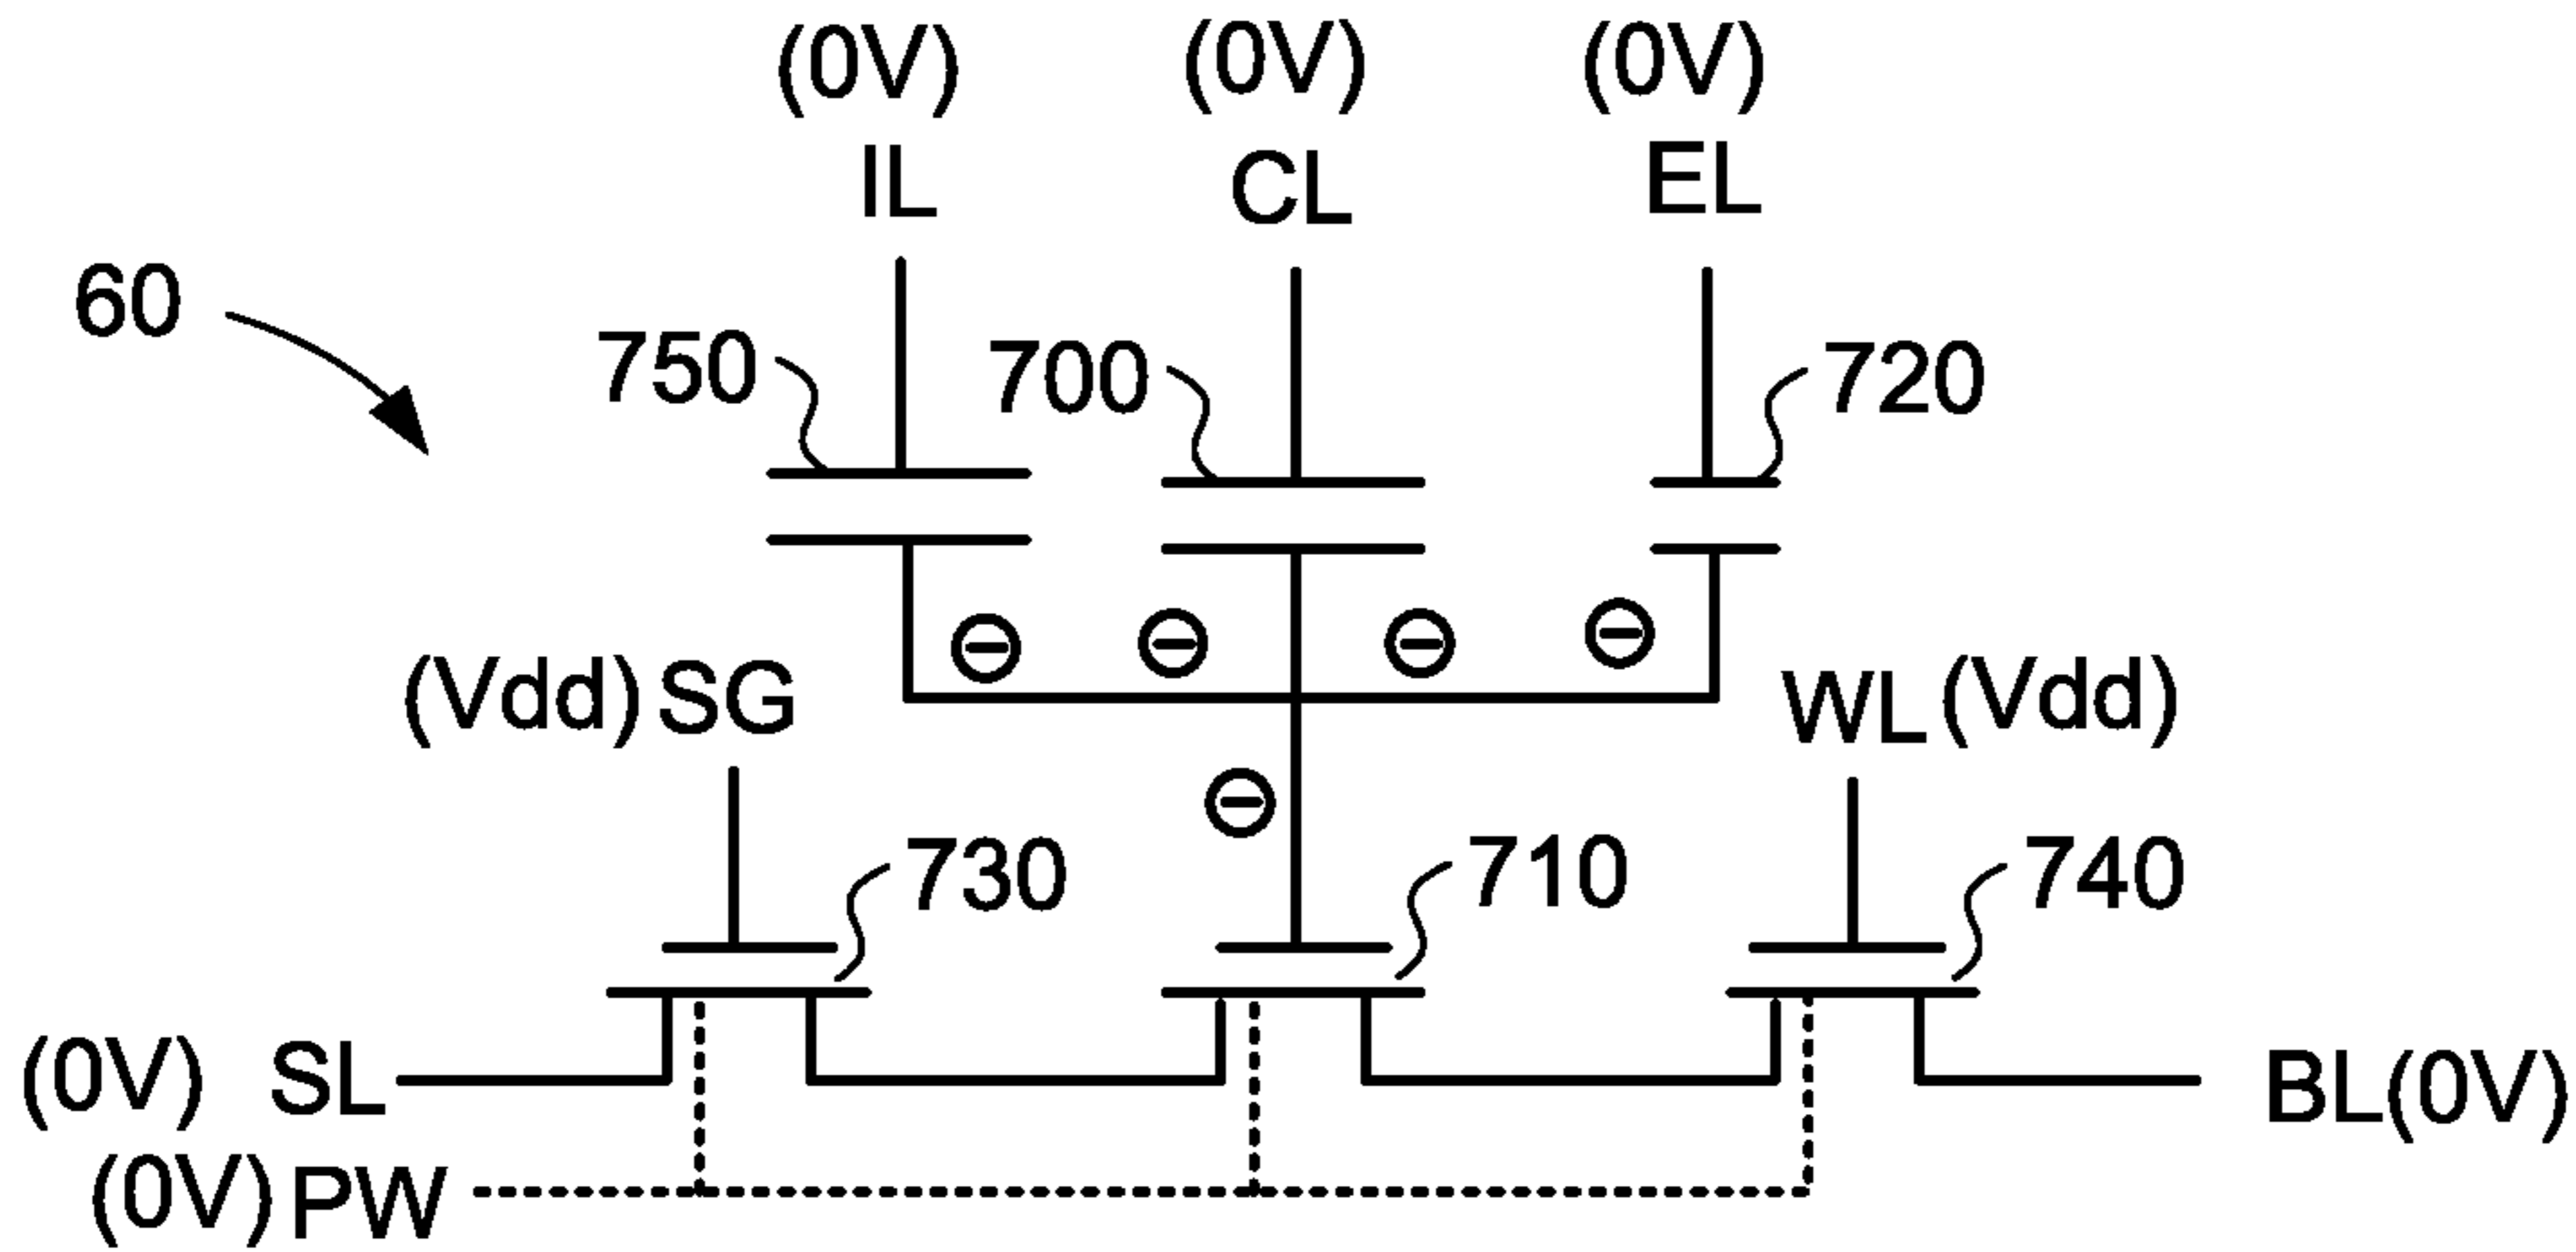 (0V) (0V) (0V)
IL CL EL
60
750 700 720
(Vdd) SG WL (Vdd)
730 710 740
(0V) SL BL(0V)
(0V) PW